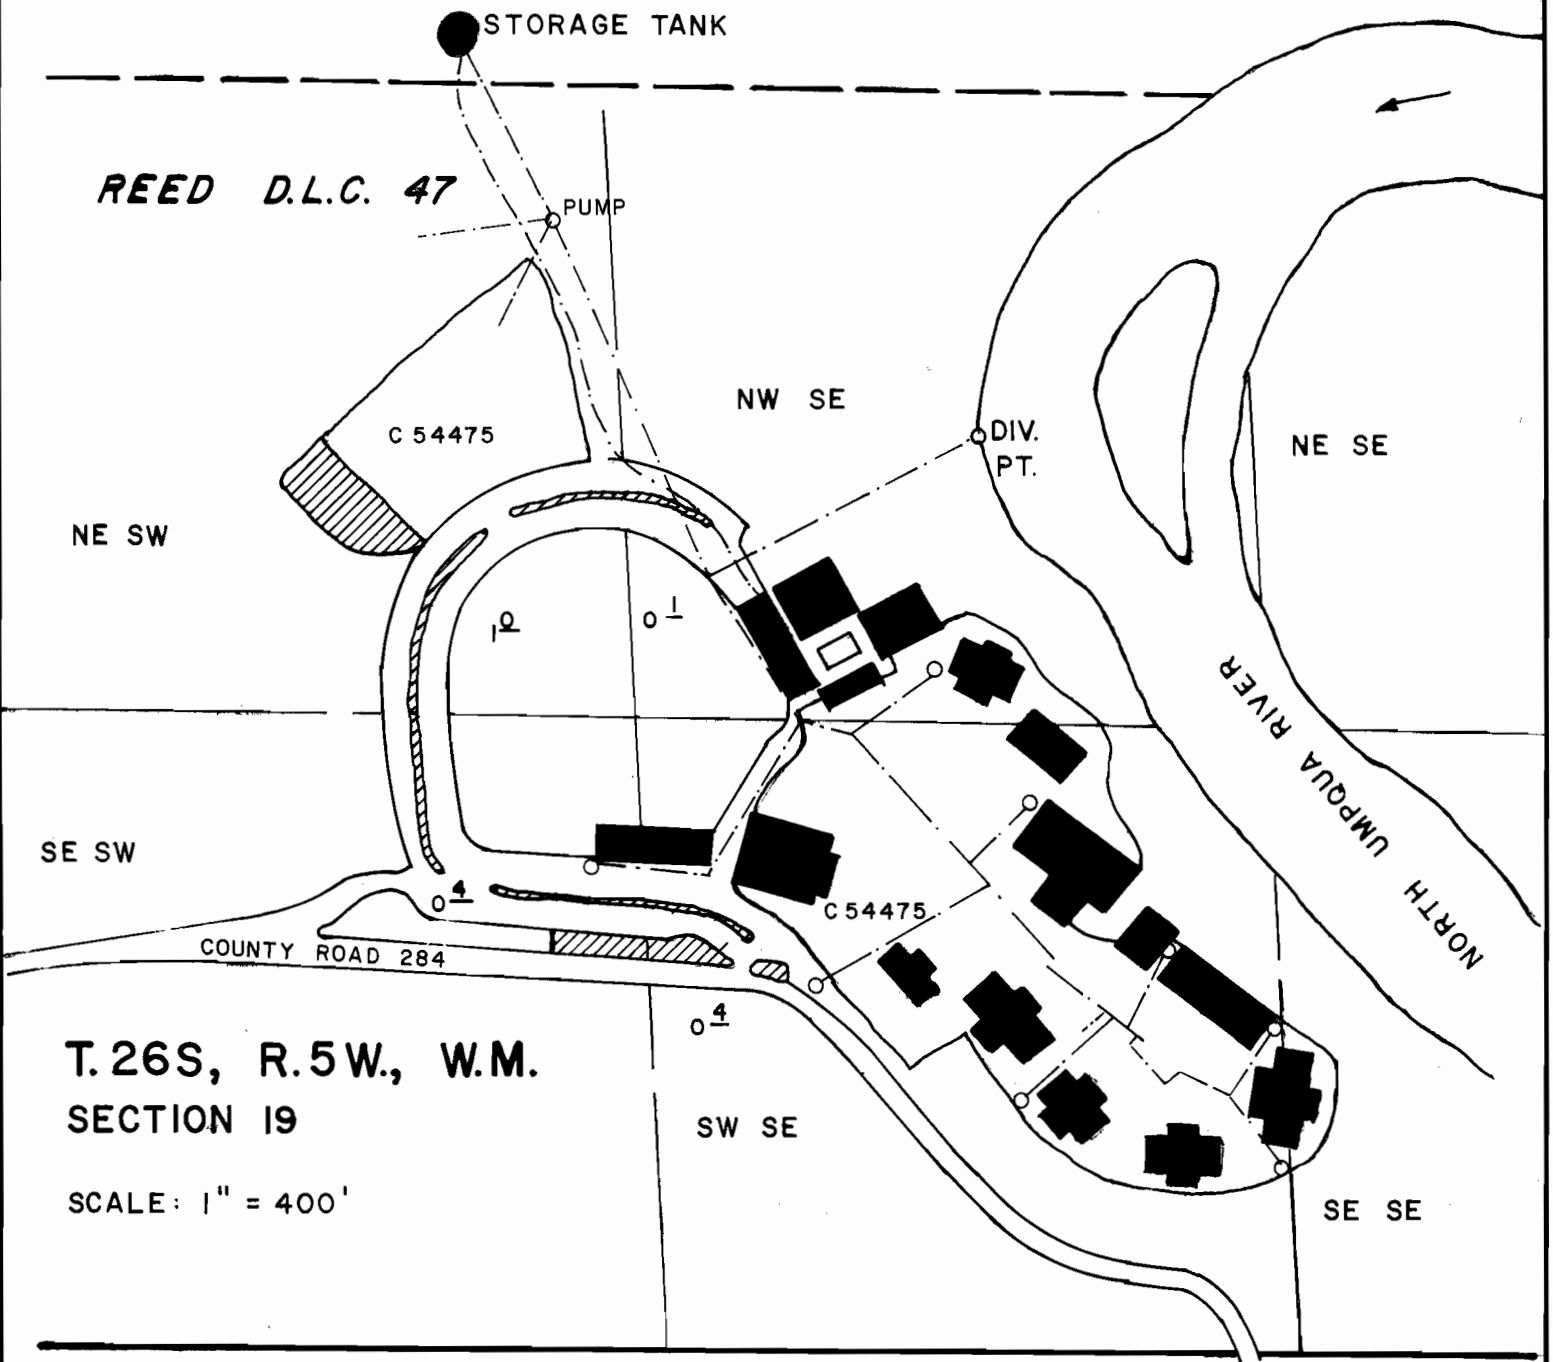 STORAGE TANK
REED D.L.C. 47
PUMP
NW SE
C 54475
DIV.
PT.
NE SE
NE SW
1 0
0 1
NORTH UMPQUA RIVER
SE SW
0 4
C 54475
COUNTY ROAD 284
0 4
T. 26S, R. 5W., W.M.
SECTION 19
SW SE
SCALE: 1" = 400'
SE SE